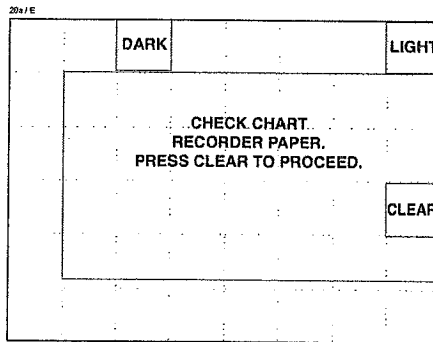 20a / E
DARK
LIGHT
CHECK CHART
RECORDER PAPER.
PRESS CLEAR TO PROCEED.
CLEAR